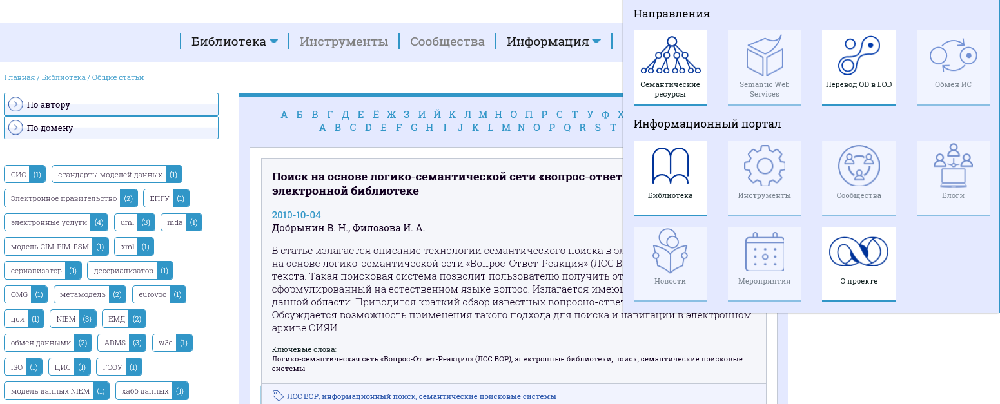 Направления
Библиотека
Инструменты
Сообщества
Информация
Семантические
ресурсы
Semantic Web
Services
Перевод OD в LOD
Обмен ИС
Главная / Библиотека / Общие статьи
По автору
По домену
А Б В Г Д Е Ё Ж З И Й К Л М Н О П Р С Т У Ф Х
A B C D E F G H I J K L M N O P Q R S T
Информационный портал
Библиотека
Инструменты
Сообщества
Блоги
Новости
Мероприятия
О проекте
СИС (1)
стандарты моделей данных (1)
Электронное правительство (2)
ЕПГУ (1)
электронные услуги (4)
uml (3)
mda (1)
модель CIM-PIM-PSM (1)
xml (1)
сериализатор (1)
десериализатор (1)
OMG (1)
метамодель (2)
eurovoc (1)
цси (1)
NIEM (3)
ЕМД (2)
обмен данными (2)
ADMS (3)
w3c (1)
ISO (1)
ЦИС (1)
ГСОУ (1)
модель данных NIEM (1)
хабб данных (1)
Поиск на основе логико-семантической сети «вопрос-ответ
электронной библиотеке
2010-10-04
Добрынин В. Н., Филозова И. А.
В статье излагается описание технологии семантического поиска в эл
на основе логико-семантической сети «Вопрос-Ответ-Реакция» (ЛСС В
текста. Такая поисковая система позволит пользователю получить от
сформулированный на естественном языке вопрос. Излагается имею
данной области. Приводится краткий обзор известных вопросно-ответ
Обсуждается возможность применения такого подхода для поиска и навигации в электронном
архиве ОИЯИ.
Ключевые слова:
Логико-семантическая сеть «Вопрос-Ответ-Реакция» (ЛСС ВОР), электронные библиотеки, поиск, семантические поисковые
системы
ЛСС ВОР, информационный поиск, семантические поисковые системы